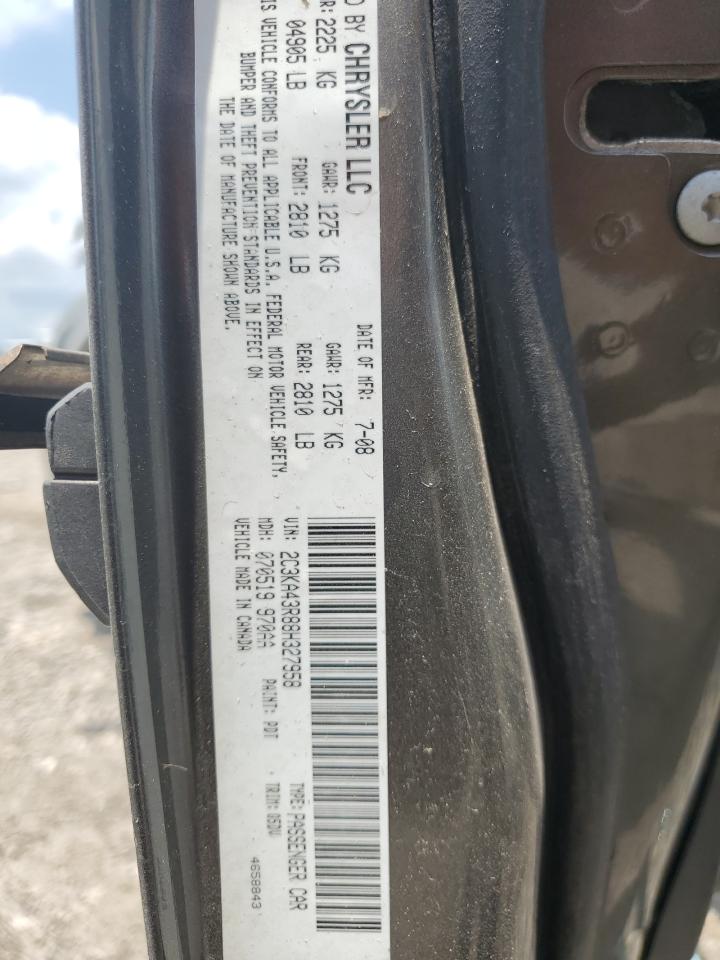 D BY CHRYSLER LLC
DATE OF MFR: 7-08
R: 2225 KG GAWR: 1275 KG GAWR: 1275 KG
04905 LB FRONT: 2810 LB REAR: 2810 LB
IS VEHICLE CONFORMS TO ALL APPLICABLE U.S.A. FEDERAL MOTOR VEHICLE SAFETY,
BUMPER AND THEFT PREVENTION STANDARDS IN EFFECT ON
THE DATE OF MANUFACTURE SHOWN ABOVE.
VIN: 2C3KA43R88H327958 TYPE: PASSENGER CAR
MDH: 070519 970AA PAINT: PDT TRIM: D5DV
VEHICLE MADE IN CANADA 4658843